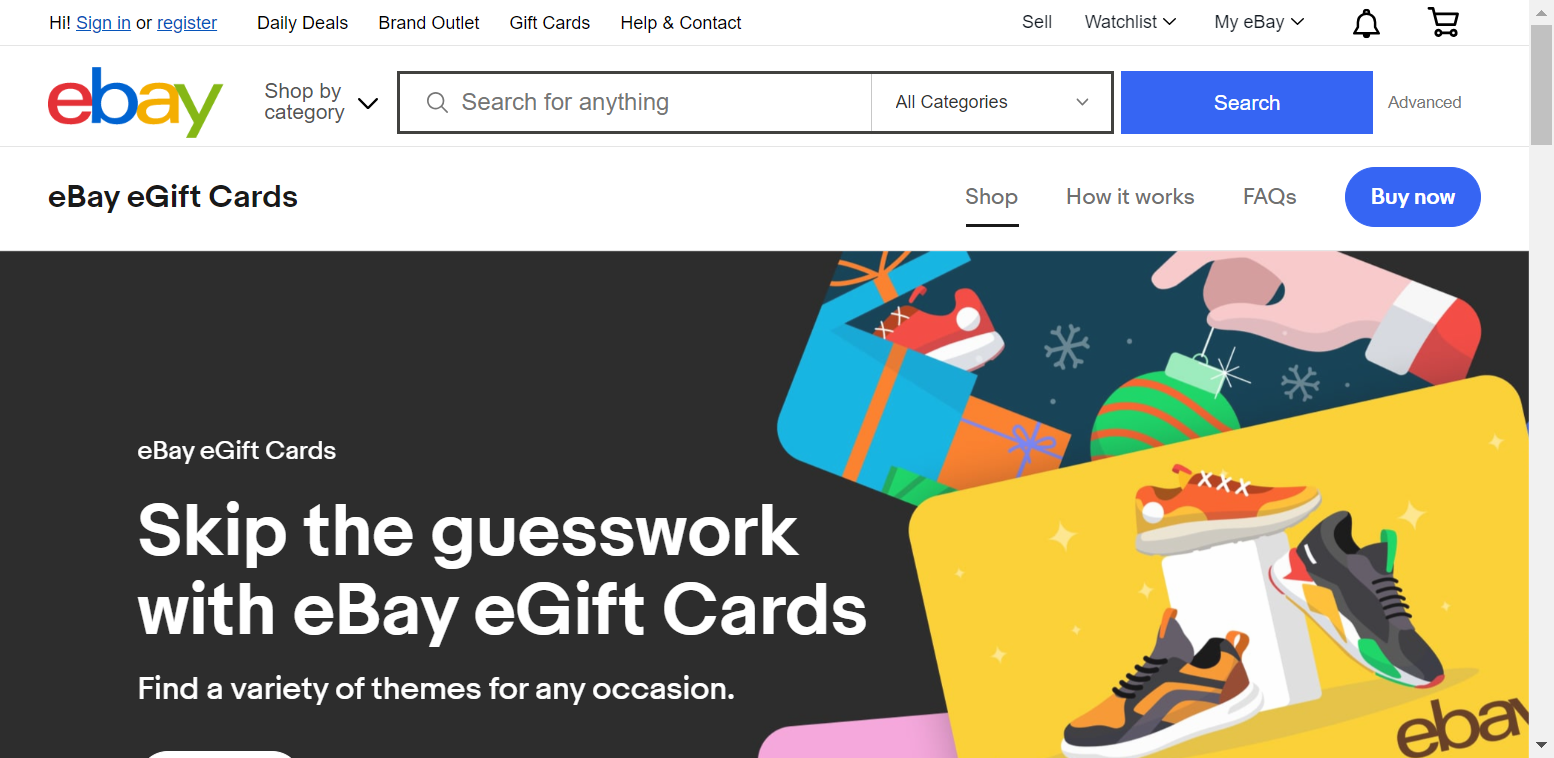 Hi! Sign in or register Daily Deals Brand Outlet Gift Cards Help & Contact Sell Watchlist My eBay
ebay
Shop by
category
Search for anything
All Categories
Search
Advanced
eBay eGift Cards
Shop
How it works
FAQs
Buy now
eBay eGift Cards
Skip the guesswork
with eBay eGift Cards
Find a variety of themes for any occasion.
ebay